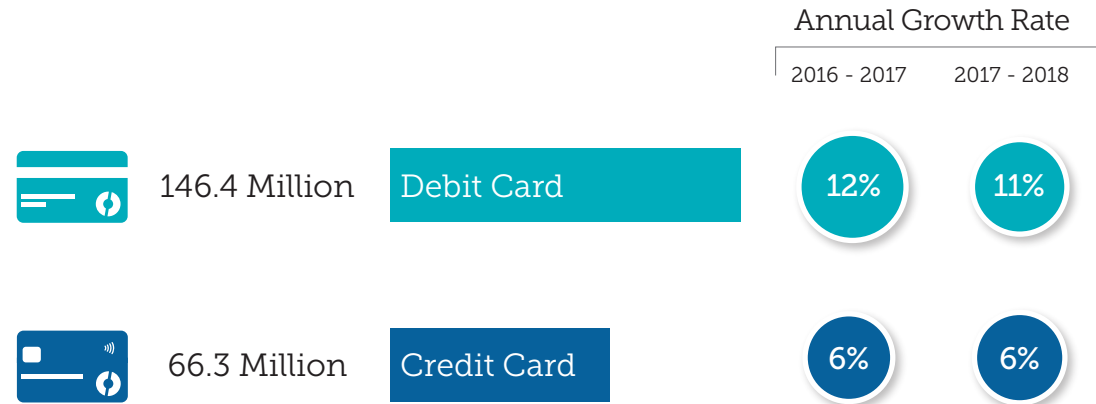 Annual Growth Rate
2016 - 2017 2017 - 2018
146.4 Million Debit Card 12% 11%
66.3 Million Credit Card 6% 6%